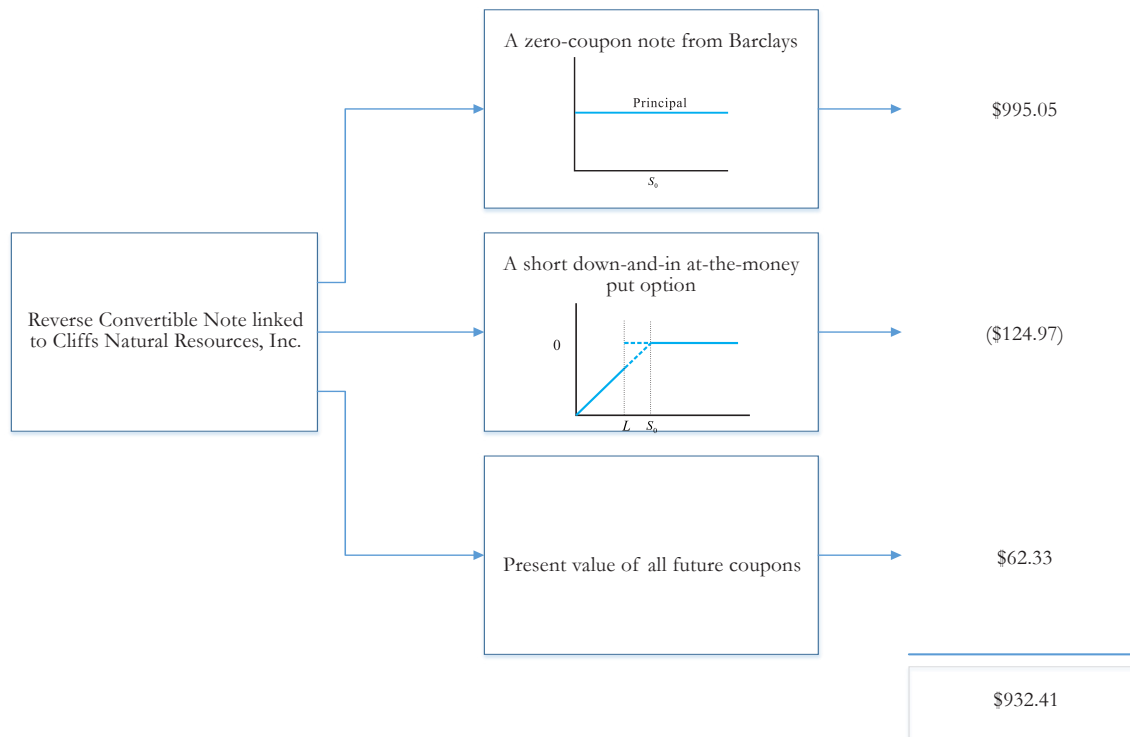 A zero-coupon note from Barclays
Principal
S₀
$995.05
Reverse Convertible Note linked
to Cliffs Natural Resources, Inc.
A short down-and-in at-the-money
put option
0
L S₀
($124.97)
Present value of all future coupons
$62.33
$932.41